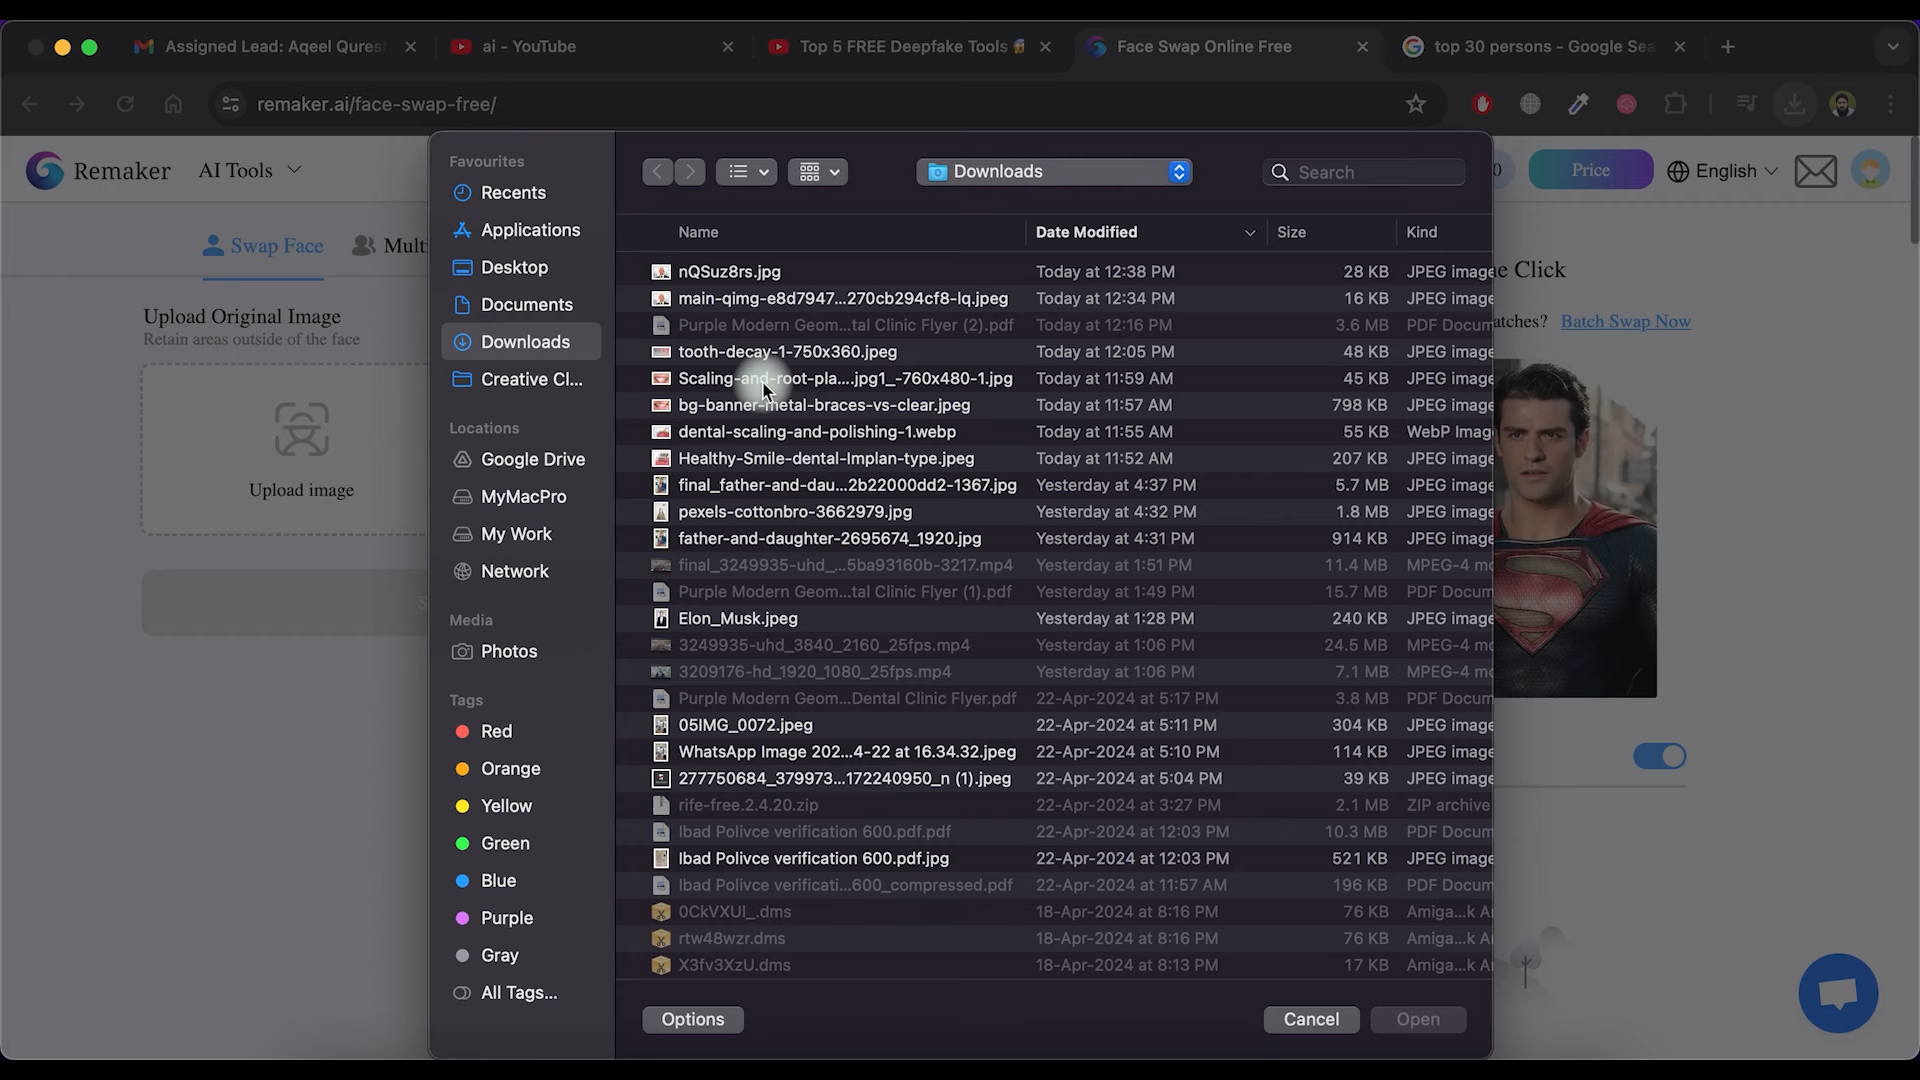 Assigned Lead: Aqeel Quresh
ai - YouTube
Top 5 FREE Deepfake Tools
Face Swap Online Free
top 30 persons - Google Sea
remaker.ai/face-swap-free/
Remaker
AI Tools
Price
English
Swap Face
Mult
Upload Original Image
Retain areas outside of the face
Upload image
e Click
atches? Batch Swap Now
Favourites
Recents
Applications
Desktop
Documents
Downloads
Creative Cl...
Locations
Google Drive
MyMacPro
My Work
Network
Media
Photos
Tags
Red
Orange
Yellow
Green
Blue
Purple
Gray
All Tags...
Downloads
Search
Name Date Modified Size Kind
nQSuz8rs.jpg Today at 12:38 PM 28 KB JPEG image
main-qimg-e8d7947...270cb294cf8-lq.jpeg Today at 12:34 PM 16 KB JPEG image
Purple Modern Geom...tal Clinic Flyer (2).pdf Today at 12:16 PM 3.6 MB PDF Docum
tooth-decay-1-750x360.jpeg Today at 12:05 PM 48 KB JPEG image
Scaling-and-root-pla....jpg1_-760x480-1.jpg Today at 11:59 AM 45 KB JPEG image
bg-banner-metal-braces-vs-clear.jpeg Today at 11:57 AM 798 KB JPEG image
dental-scaling-and-polishing-1.webp Today at 11:55 AM 55 KB WebP Imag
Healthy-Smile-dental-Implan-type.jpeg Today at 11:52 AM 207 KB JPEG image
final_father-and-dau...2b22000dd2-1367.jpg Yesterday at 4:37 PM 5.7 MB JPEG image
pexels-cottonbro-3662979.jpg Yesterday at 4:32 PM 1.8 MB JPEG image
father-and-daughter-2695674_1920.jpg Yesterday at 4:31 PM 914 KB JPEG image
final_3249935-uhd_...5ba93160b-3217.mp4 Yesterday at 1:51 PM 11.4 MB MPEG-4 mo
Purple Modern Geom...tal Clinic Flyer (1).pdf Yesterday at 1:49 PM 15.7 MB PDF Docum
Elon_Musk.jpeg Yesterday at 1:28 PM 240 KB JPEG image
3249935-uhd_3840_2160_25fps.mp4 Yesterday at 1:06 PM 24.5 MB MPEG-4 mo
3209176-hd_1920_1080_25fps.mp4 Yesterday at 1:06 PM 7.1 MB MPEG-4 mo
Purple Modern Geom...Dental Clinic Flyer.pdf 22-Apr-2024 at 5:17 PM 3.8 MB PDF Docum
05IMG_0072.jpeg 22-Apr-2024 at 5:11 PM 304 KB JPEG image
WhatsApp Image 202...4-22 at 16.34.32.jpeg 22-Apr-2024 at 5:10 PM 114 KB JPEG image
277750684_379973...172240950_n (1).jpeg 22-Apr-2024 at 5:04 PM 39 KB JPEG image
rife-free.2.4.20.zip 22-Apr-2024 at 3:27 PM 2.1 MB ZIP archive
Ibad Polivce verification 600.pdf.pdf 22-Apr-2024 at 12:03 PM 10.3 MB PDF Docum
Ibad Polivce verification 600.pdf.jpg 22-Apr-2024 at 12:03 PM 521 KB JPEG image
Ibad Polivce verificati...600_compressed.pdf 22-Apr-2024 at 11:57 AM 196 KB PDF Docum
0CkVXUl_.dms 18-Apr-2024 at 8:16 PM 76 KB Amiga...k A
rtw48wzr.dms 18-Apr-2024 at 8:16 PM 76 KB Amiga...k A
X3fv3XzU.dms 18-Apr-2024 at 8:13 PM 17 KB Amiga...k A
Options
Cancel
Open